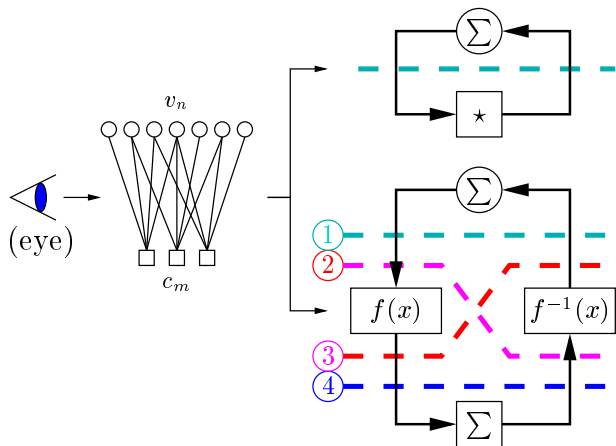 ∑
v_n
⋆
(eye)
c_m
∑
1
2
f(x)
f^{-1}(x)
3
4
∑